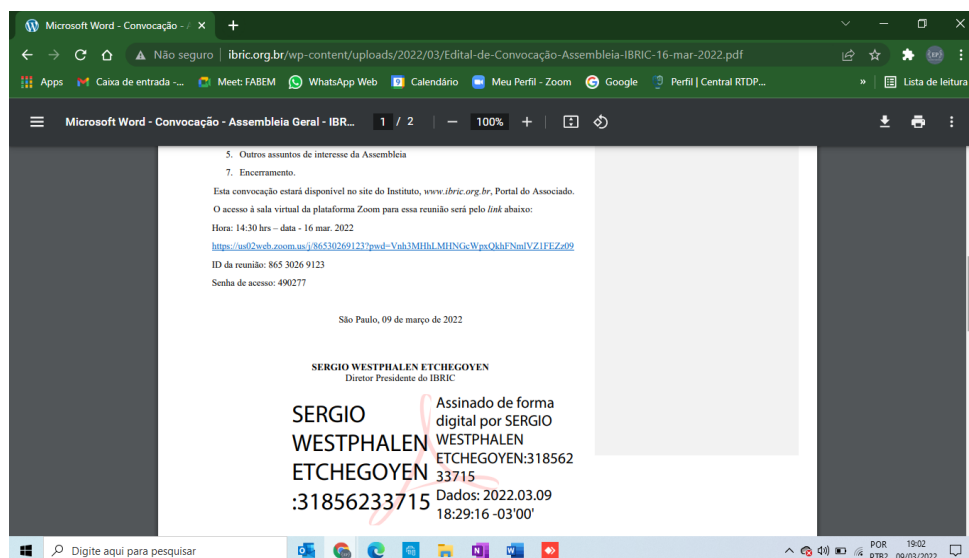 Microsoft Word - Convocação - A
Não seguro
ibric.org.br/wp-content/uploads/2022/03/Edital-de-Convocação-Assembleia-IBRIC-16-mar-2022.pdf
Apps
Caixa de entrada -...
Meet: FABEM
WhatsApp Web
Calendário
Meu Perfil - Zoom
Google
Perfil | Central RTDP...
»
Lista de leitura
Microsoft Word - Convocação - Assembleia Geral - IBR...
1 / 2
100%
5. Outros assuntos de interesse da Assembleia
7. Encerramento.
Esta convocação estará disponível no site do Instituto, www.ibric.org.br, Portal do Associado.
O acesso à sala virtual da plataforma Zoom para essa reunião será pelo link abaixo:
Hora: 14:30 hrs – data - 16 mar. 2022
https://us02web.zoom.us/j/86530269123?pwd=Vnh3MHhLMHNGcWpxQkhFNmlVZ1FEZz09
ID da reunião: 865 3026 9123
Senha de acesso: 490277
São Paulo, 09 de março de 2022
SERGIO WESTPHALEN ETCHEGOYEN
Diretor Presidente do IBRIC
SERGIO
WESTPHALEN
ETCHEGOYEN
:31856233715
Assinado de forma
digital por SERGIO
WESTPHALEN
ETCHEGOYEN:318562
33715
Dados: 2022.03.09
18:29:16 -03'00'
Digite aqui para pesquisar
POR
PTB2
19:02
09/03/2022